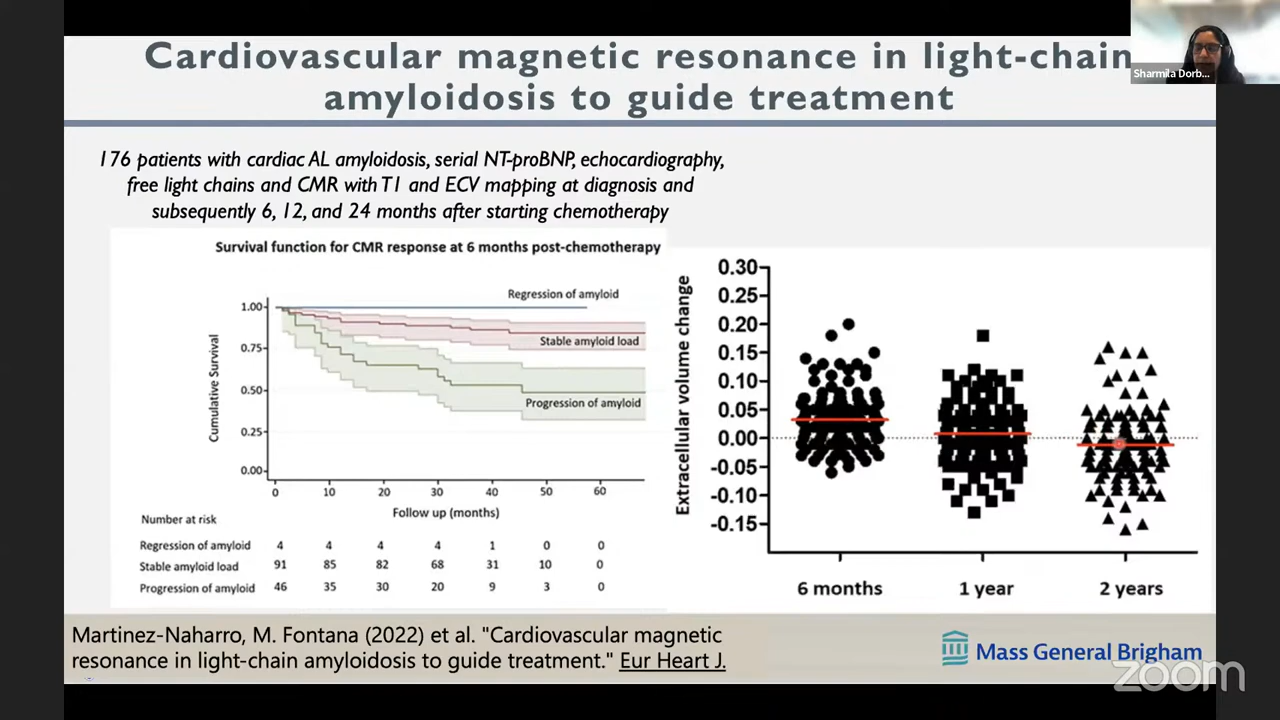 Cardiovascular magnetic resonance in light-chain
amyloidosis to guide treatment
Sharmila Dorb...
176 patients with cardiac AL amyloidosis, serial NT-proBNP, echocardiography,
free light chains and CMR with T1 and ECV mapping at diagnosis and
subsequently 6, 12, and 24 months after starting chemotherapy
Survival function for CMR response at 6 months post-chemotherapy
Regression of amyloid
Stable amyloid load
Progression of amyloid
Cumulative Survival
1.00
0.75
0.50
0.25
0.00
0 10 20 30 40 50 60
Follow up (months)
Number at risk
Regression of amyloid 4 4 4 4 1 0 0
Stable amyloid load 91 85 82 68 31 10 0
Progression of amyloid 46 35 30 20 9 3 0
Extracellular volume change
0.30
0.25
0.20
0.15
0.10
0.05
0.00
-0.05
-0.10
-0.15
6 months 1 year 2 years
Martinez-Naharro, M. Fontana (2022) et al. "Cardiovascular magnetic
resonance in light-chain amyloidosis to guide treatment." Eur Heart J.
Mass General Brigham
zoom